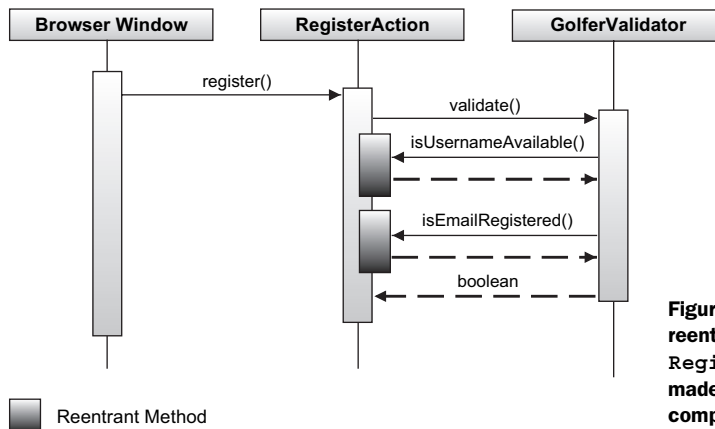 Browser Window
RegisterAction
GolferValidator
register()
validate()
isUsernameAvailable()
isEmailRegistered()
boolean
Reentrant Method